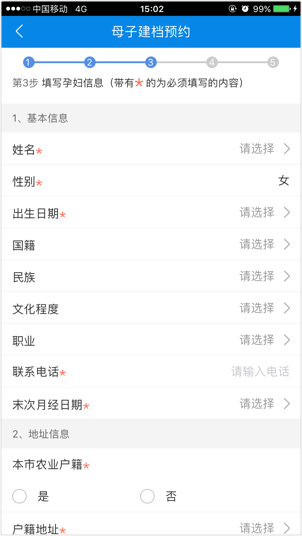 中国移动 4G 15:02 99%
母子建档预约
1 2 3 4 5
第3步 填写孕妇信息（带有* 的为必须填写的内容）
1、基本信息
姓名* 请选择
性别* 女
出生日期* 请选择
国籍 请选择
民族 请选择
文化程度 请选择
职业 请选择
联系电话* 请输入电话
末次月经日期* 请选择
2、地址信息
本市农业户籍*
是 否
户籍地址* 请选择